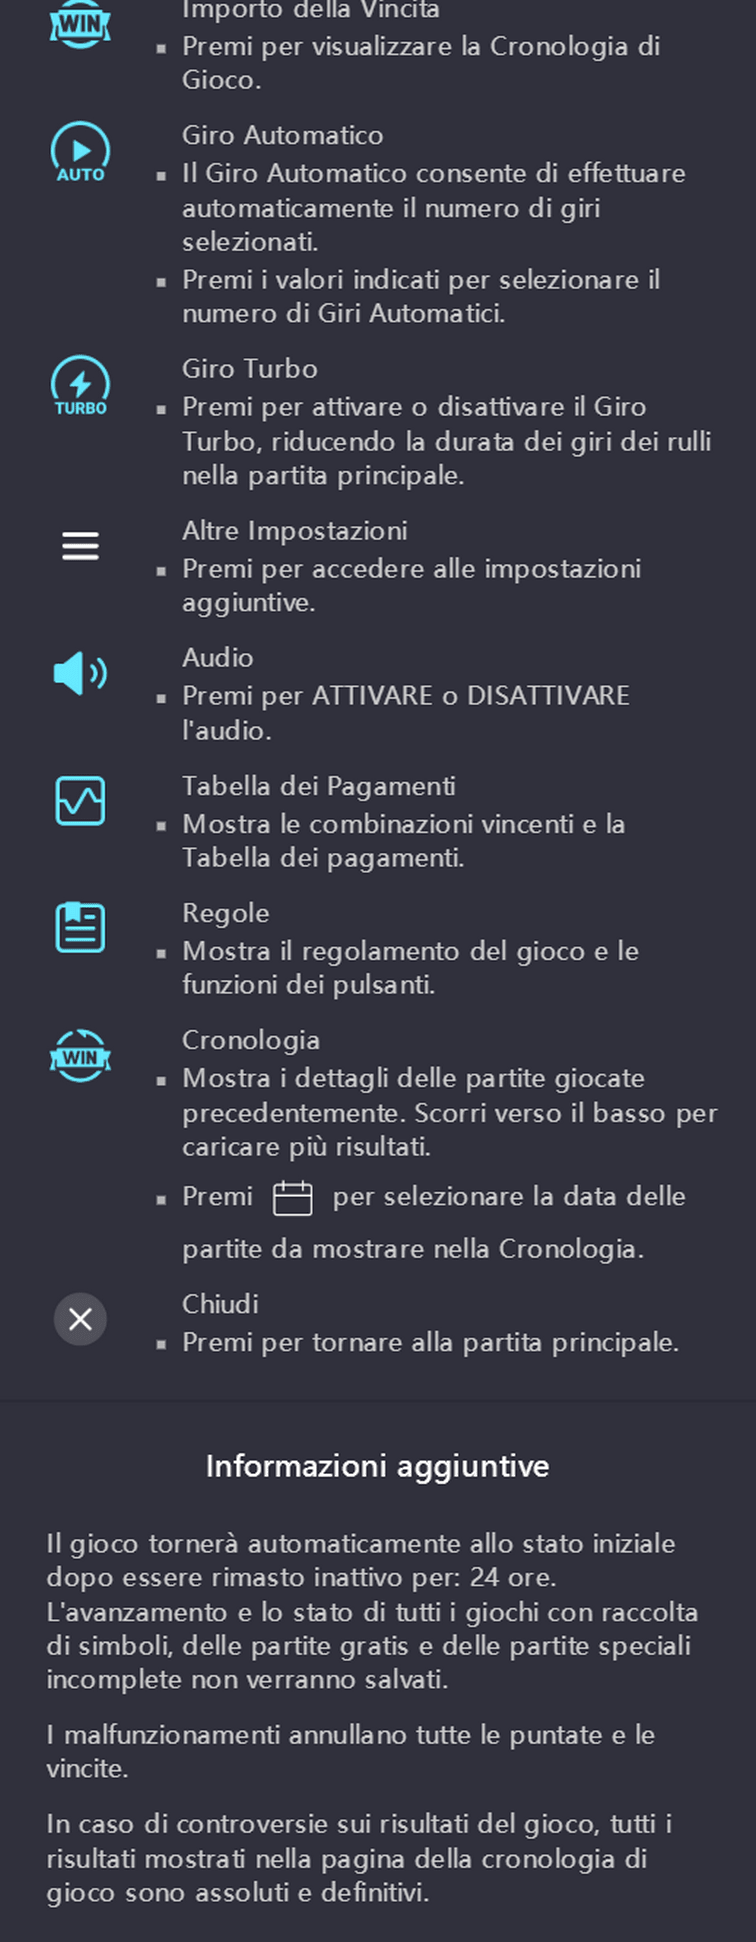 WIN
Importo della Vincita
▪ Premi per visualizzare la Cronologia di
Gioco.
AUTO
Giro Automatico
▪ Il Giro Automatico consente di effettuare
automaticamente il numero di giri
selezionati.
▪ Premi i valori indicati per selezionare il
numero di Giri Automatici.
TURBO
Giro Turbo
▪ Premi per attivare o disattivare il Giro
Turbo, riducendo la durata dei giri dei rulli
nella partita principale.
Altre Impostazioni
▪ Premi per accedere alle impostazioni
aggiuntive.
Audio
▪ Premi per ATTIVARE o DISATTIVARE
l'audio.
Tabella dei Pagamenti
▪ Mostra le combinazioni vincenti e la
Tabella dei pagamenti.
Regole
▪ Mostra il regolamento del gioco e le
funzioni dei pulsanti.
WIN
Cronologia
▪ Mostra i dettagli delle partite giocate
precedentemente. Scorri verso il basso per
caricare più risultati.
▪ Premi per selezionare la data delle
partite da mostrare nella Cronologia.
Chiudi
▪ Premi per tornare alla partita principale.
Informazioni aggiuntive
Il gioco tornerà automaticamente allo stato iniziale
dopo essere rimasto inattivo per: 24 ore.
L'avanzamento e lo stato di tutti i giochi con raccolta
di simboli, delle partite gratis e delle partite speciali
incomplete non verranno salvati.
I malfunzionamenti annullano tutte le puntate e le
vincite.
In caso di controversie sui risultati del gioco, tutti i
risultati mostrati nella pagina della cronologia di
gioco sono assoluti e definitivi.